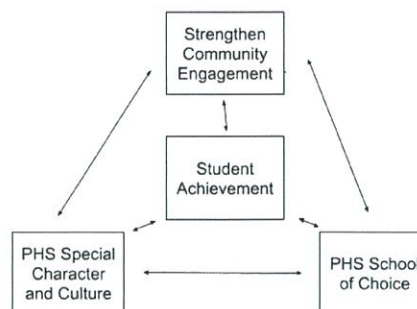 Strengthen
Community
Engagement
Student
Achievement
PHS Special
Character
and Culture
PHS School
of Choice